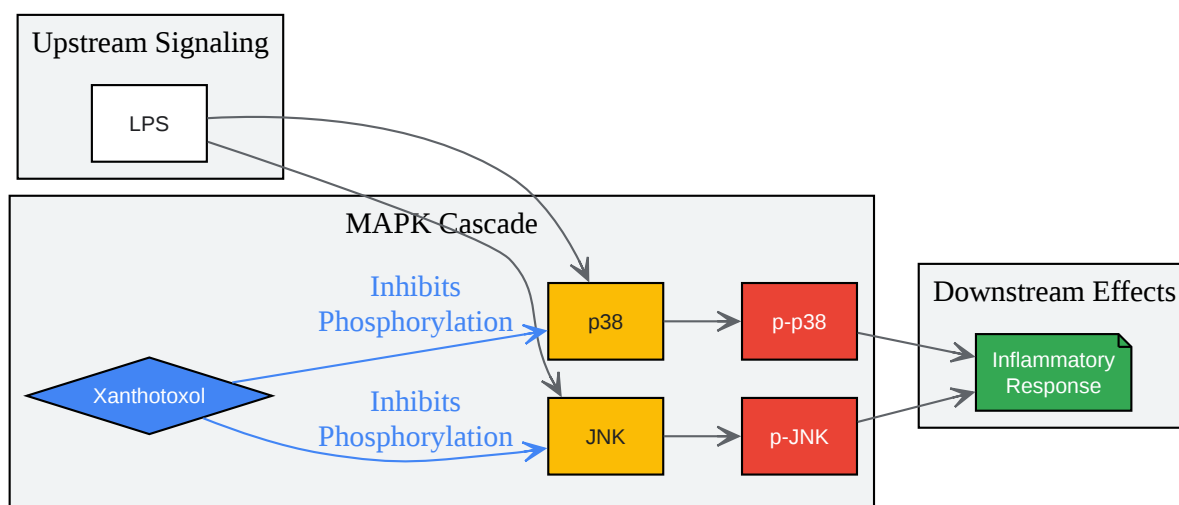 Upstream Signaling
LPS
MAPK Cascade
Inhibits
Phosphorylation
p38
p-p38
Downstream Effects
Inflammatory
Response
Xanthotoxol
Inhibits
Phosphorylation
JNK
p-JNK